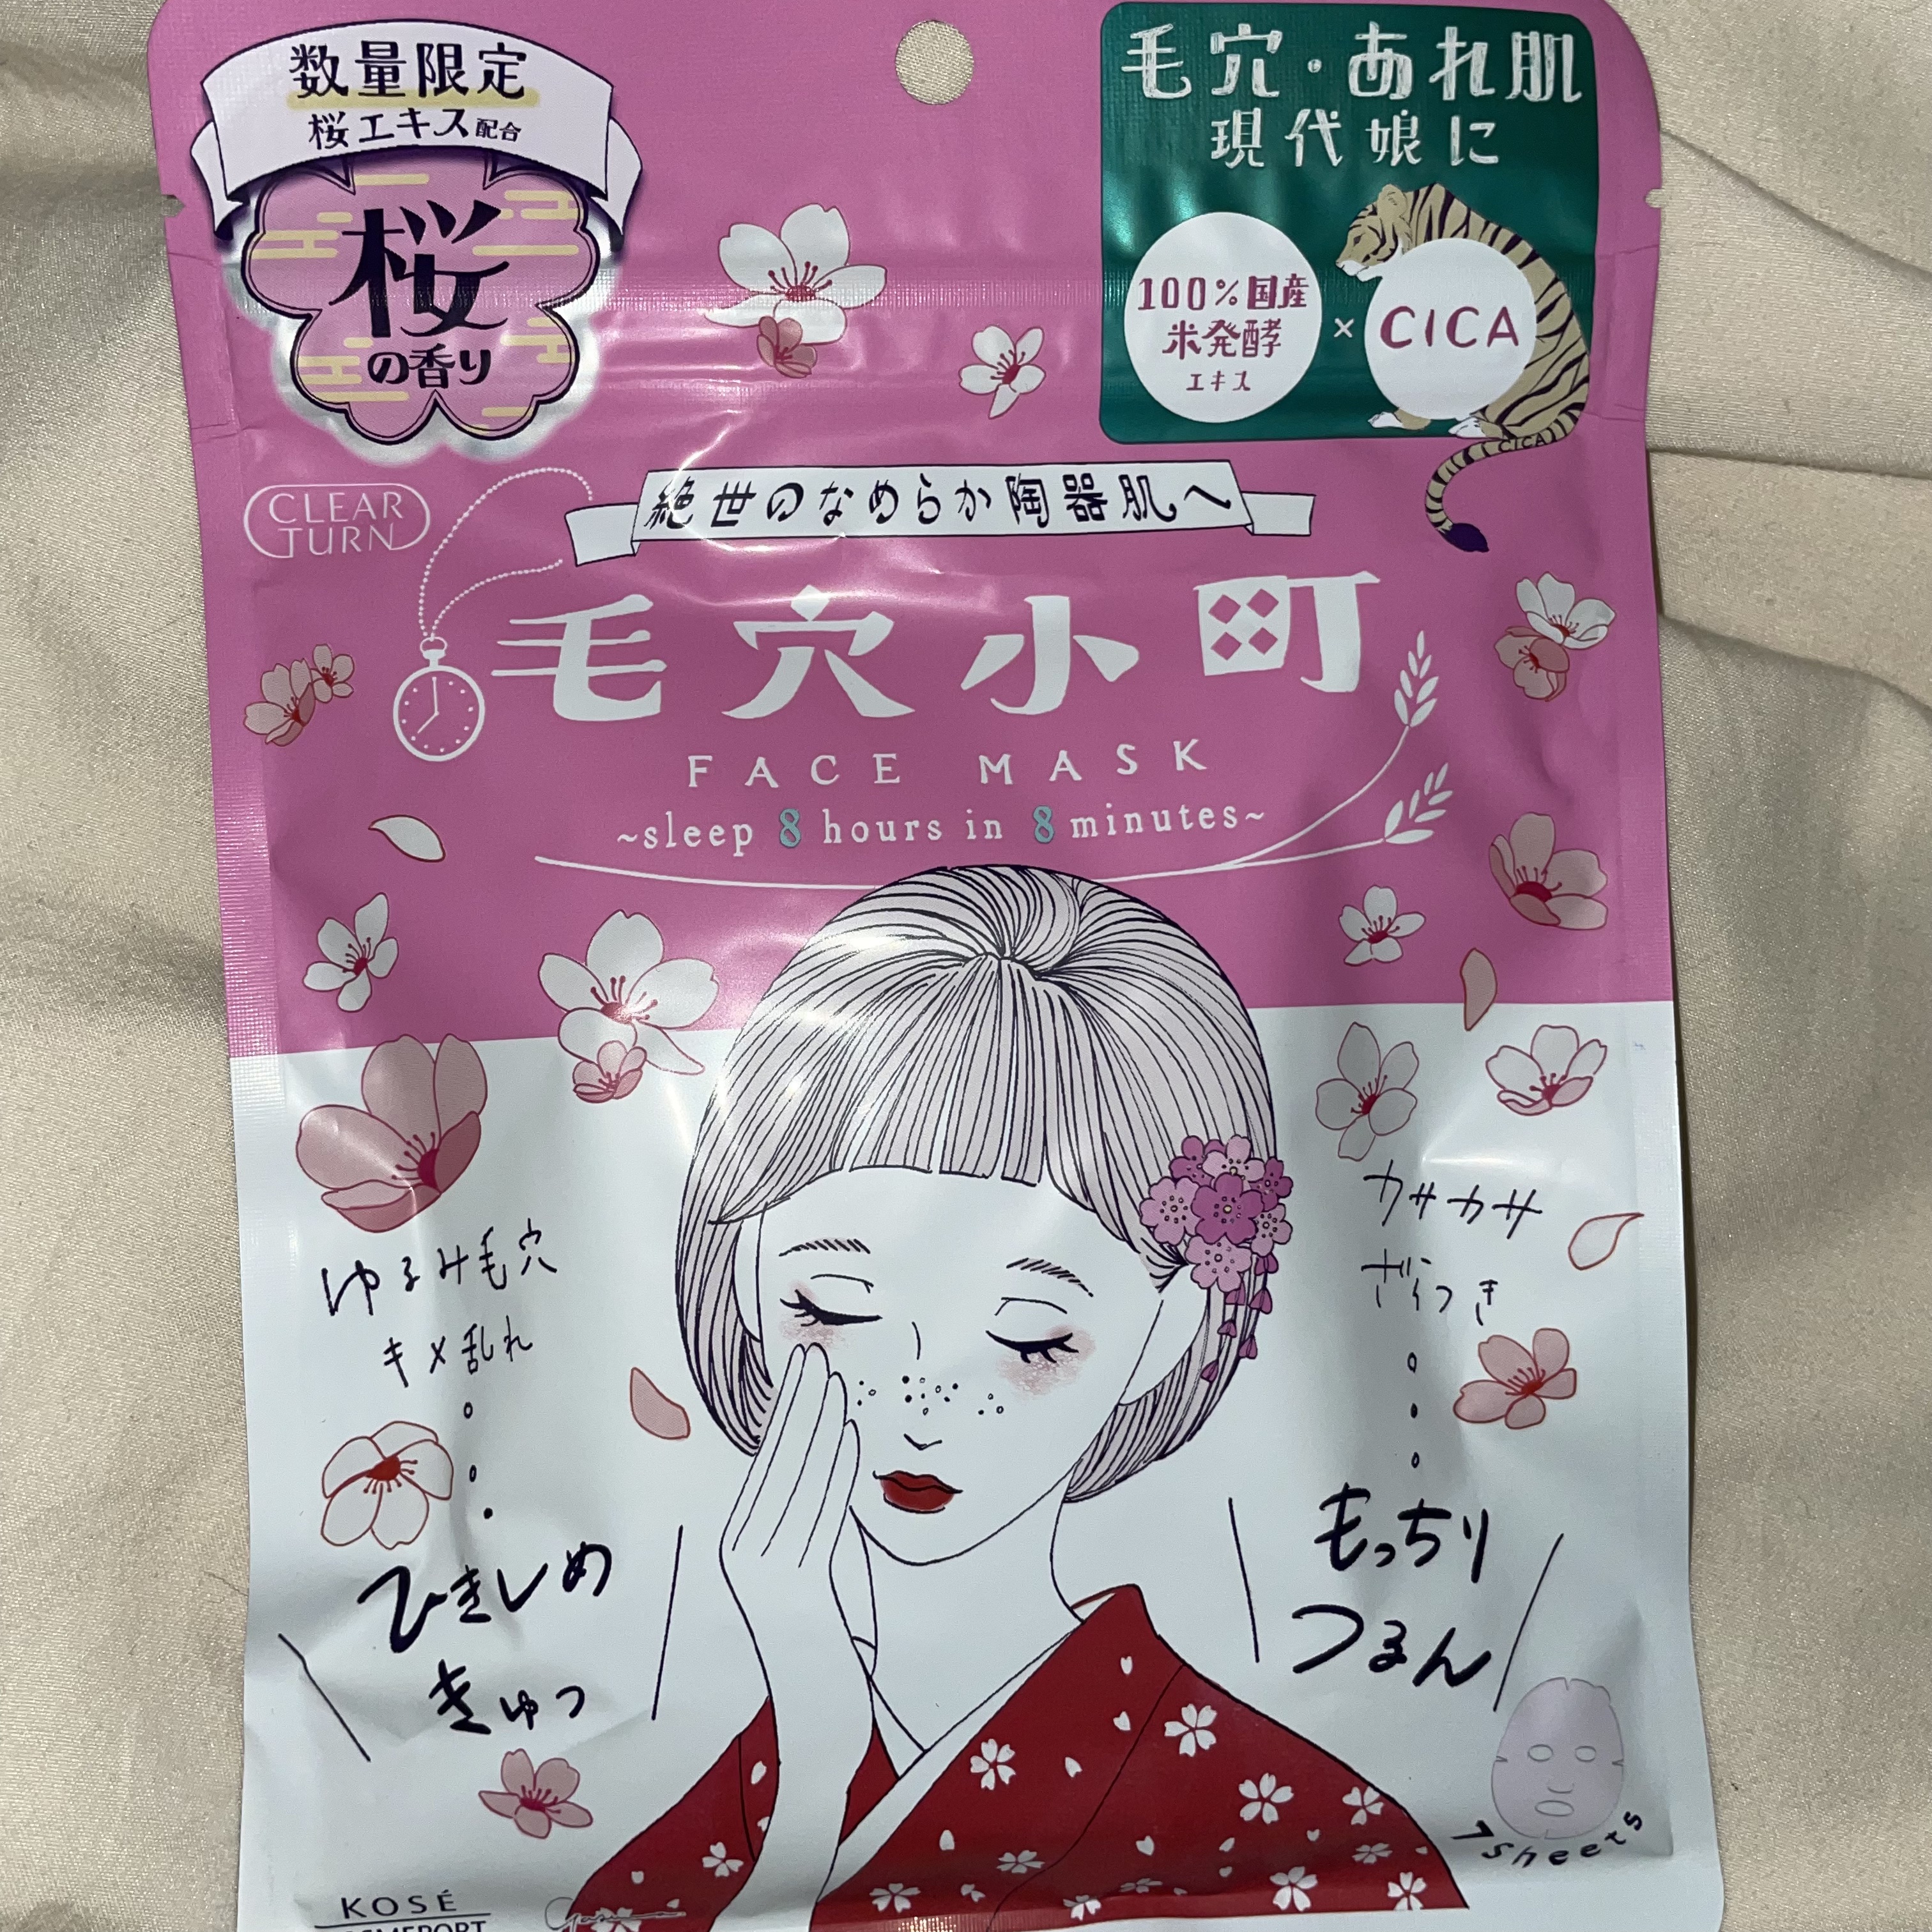 数量限定
桜エキス配合
桜
の香り
毛穴・あれ肌
現代娘に
100%国産
米発酵
エキス
×
CICA
CICA
CLEAR
TURN
絶世のなめらか陶器肌へ
毛穴小町
FACE MASK
~sleep 8 hours in 8 minutes~
ゆるみ毛穴
キメ乱れ
ひきしめ
きゅっ
カサカサ
ざらつき
もっちり
つるん
7sheets
KOSÉ